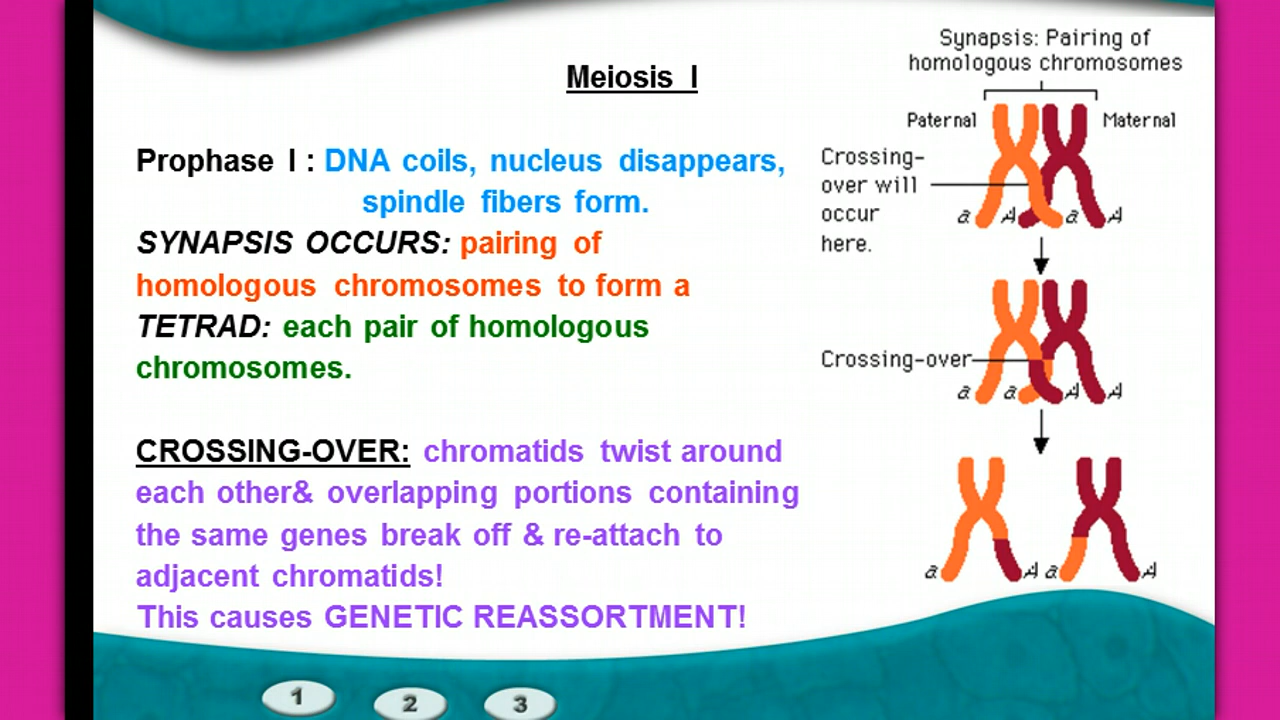 Meiosis I
Prophase I : DNA coils, nucleus disappears,
spindle fibers form.
SYNAPSIS OCCURS: pairing of
homologous chromosomes to form a
TETRAD: each pair of homologous
chromosomes.
CROSSING-OVER: chromatids twist around
each other& overlapping portions containing
the same genes break off & re-attach to
adjacent chromatids!
This causes GENETIC REASSORTMENT!
Synapsis: Pairing of
homologous chromosomes
Paternal Maternal
Crossing-
over will
occur
here.
a A a A
Crossing-over
a a A A
a A a A
1 2 3